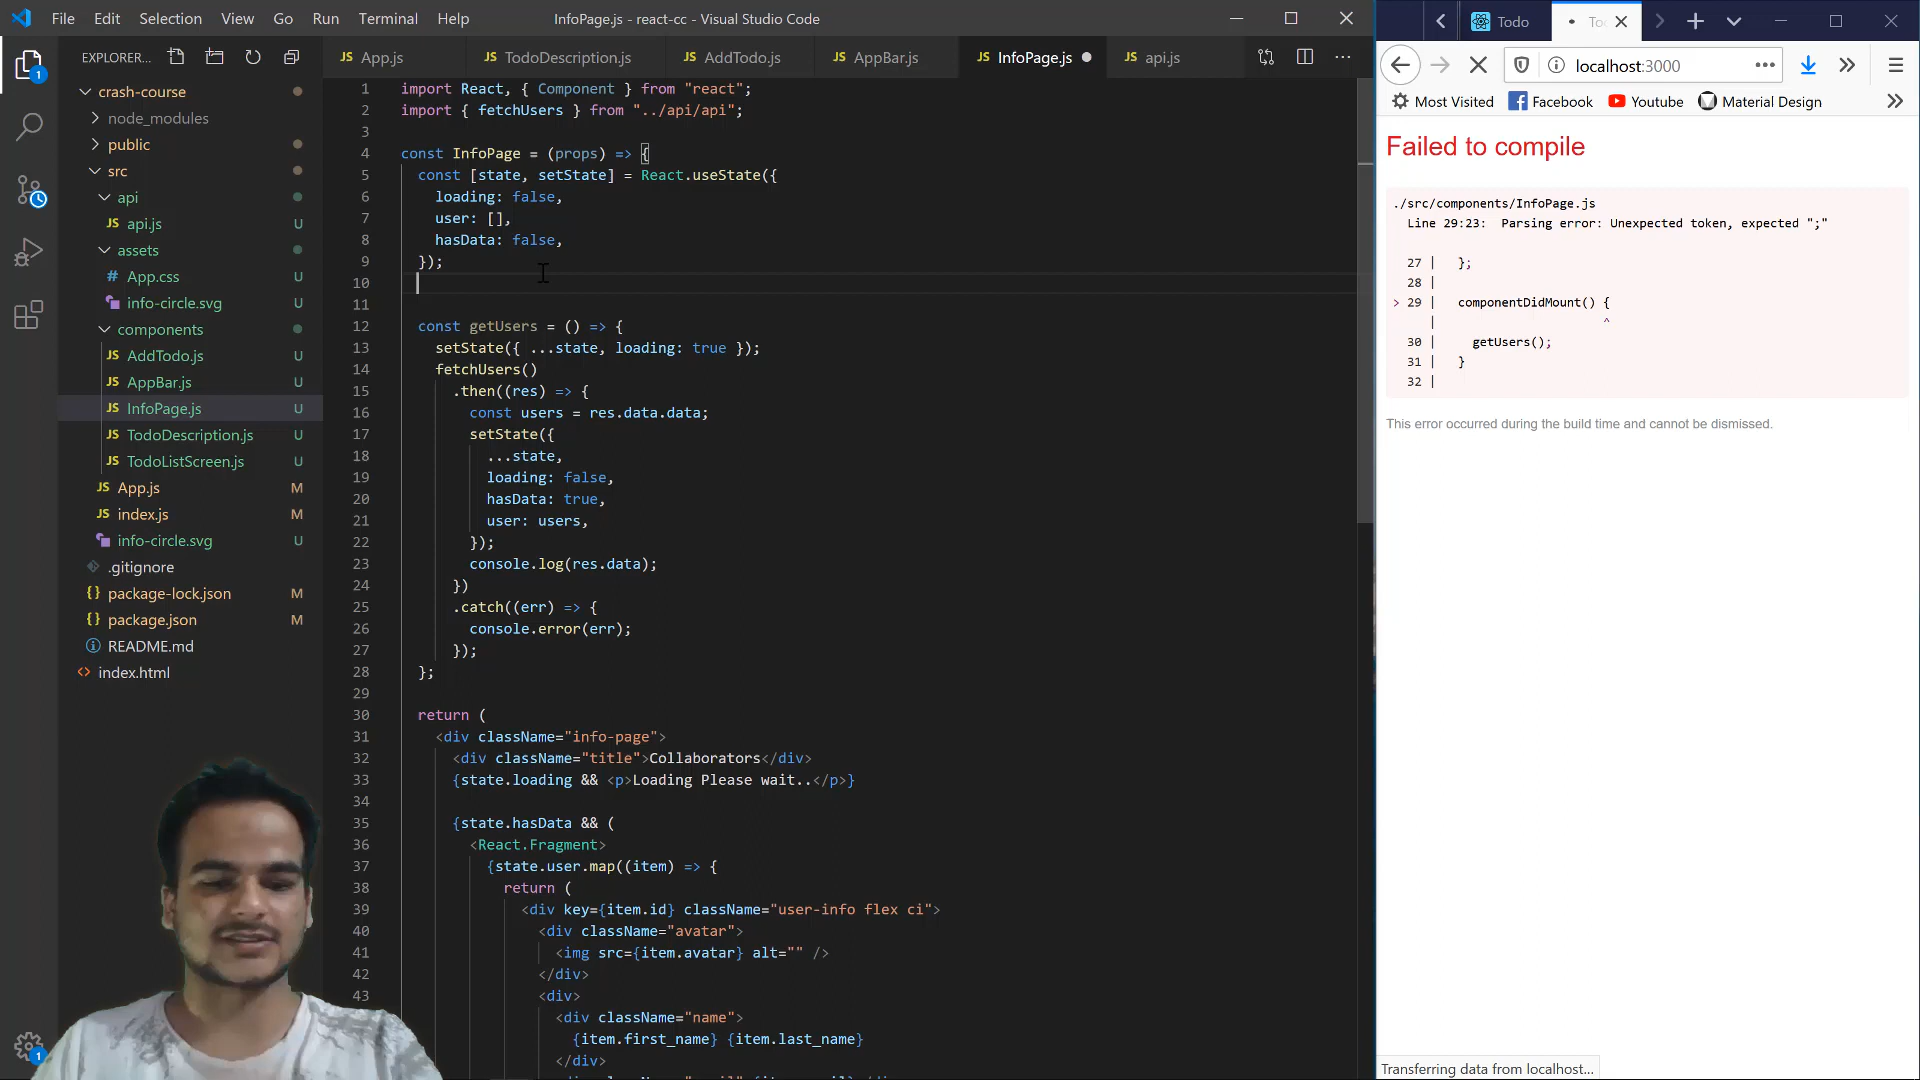 File Edit Selection View Go Run Terminal Help
InfoPage.js - react-cc - Visual Studio Code
EXPLORER...
crash-course
node_modules
public
src
api
api.js U
assets
# App.css U
info-circle.svg U
components
JS AddTodo.js U
JS AppBar.js U
JS InfoPage.js U
JS TodoDescription.js U
JS TodoListScreen.js U
JS App.js M
JS index.js M
info-circle.svg U
.gitignore
{} package-lock.json M
{} package.json M
README.md
<> index.html
1
1
JS App.js
JS TodoDescription.js
JS AddTodo.js
JS AppBar.js
JS InfoPage.js
JS api.js
1 import React, { Component } from "react";
2 import { fetchUsers } from "../api/api";
3
4 const InfoPage = (props) => {
5 const [state, setState] = React.useState({
6 loading: false,
7 user: [],
8 hasData: false,
9 });
10
11
12 const getUsers = () => {
13 setState({ ...state, loading: true });
14 fetchUsers()
15 .then((res) => {
16 const users = res.data.data;
17 setState({
18 ...state,
19 loading: false,
20 hasData: true,
21 user: users,
22 });
23 console.log(res.data);
24 })
25 .catch((err) => {
26 console.error(err);
27 });
28 };
29
30 return (
31 <div className="info-page">
32 <div className="title">Collaborators</div>
33 {state.loading && <p>Loading Please wait..</p>}
34
35 {state.hasData && (
36 <React.Fragment>
37 {state.user.map((item) => {
38 return (
39 <div key={item.id} className="user-info flex ci">
40 <div className="avatar">
41 <img src={item.avatar} alt="" />
42 </div>
43 <div>
<div className="name">
{item.first_name} {item.last_name}
</div>
Todo
To
localhost:3000
Most Visited Facebook Youtube Material Design
Failed to compile
./src/components/InfoPage.js
Line 29:23: Parsing error: Unexpected token, expected ";"
27 | };
28 |
> 29 | componentDidMount() {
| ^
30 | getUsers();
31 | }
32 |
This error occurred during the build time and cannot be dismissed.
Transferring data from localhost...